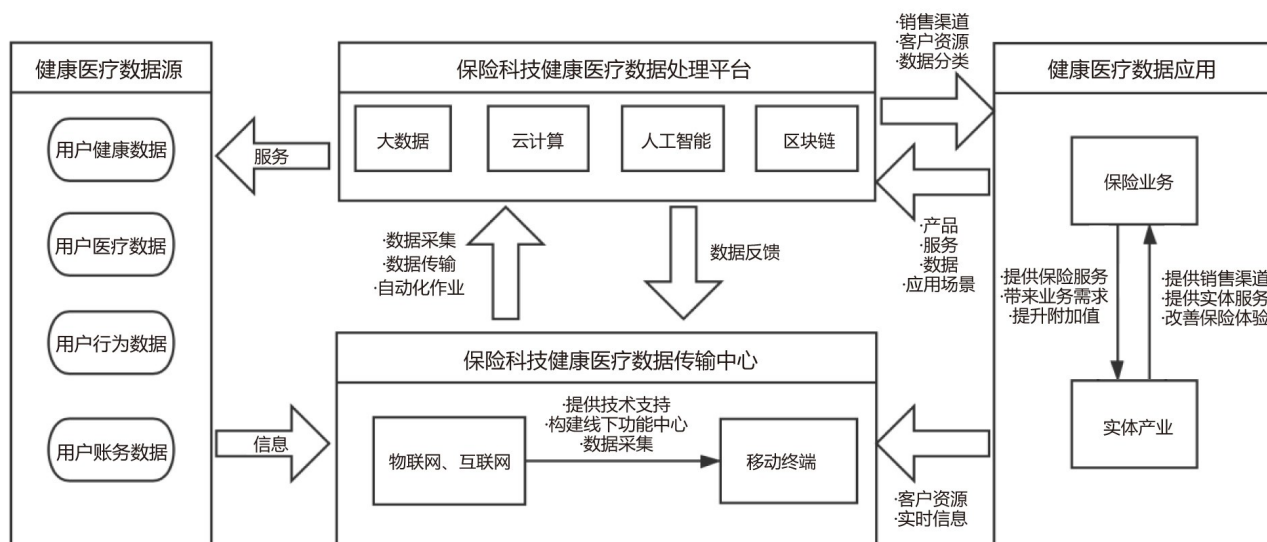 健康医疗数据源
用户健康数据
用户医疗数据
用户行为数据
用户账务数据
服务
信息
保险科技健康医疗数据处理平台
大数据
云计算
人工智能
区块链
·数据采集
·数据传输
·自动化作业
数据反馈
保险科技健康医疗数据传输中心
物联网、互联网
·提供技术支持
·构建线下功能中心
·数据采集
移动终端
·销售渠道
·客户资源
·数据分类
·产品
·服务
·数据
·应用场景
·客户资源
·实时信息
健康医疗数据应用
保险业务
·提供保险服务
·带来业务需求
·提升附加值
·提供销售渠道
·提供实体服务
·改善保险体验
实体产业